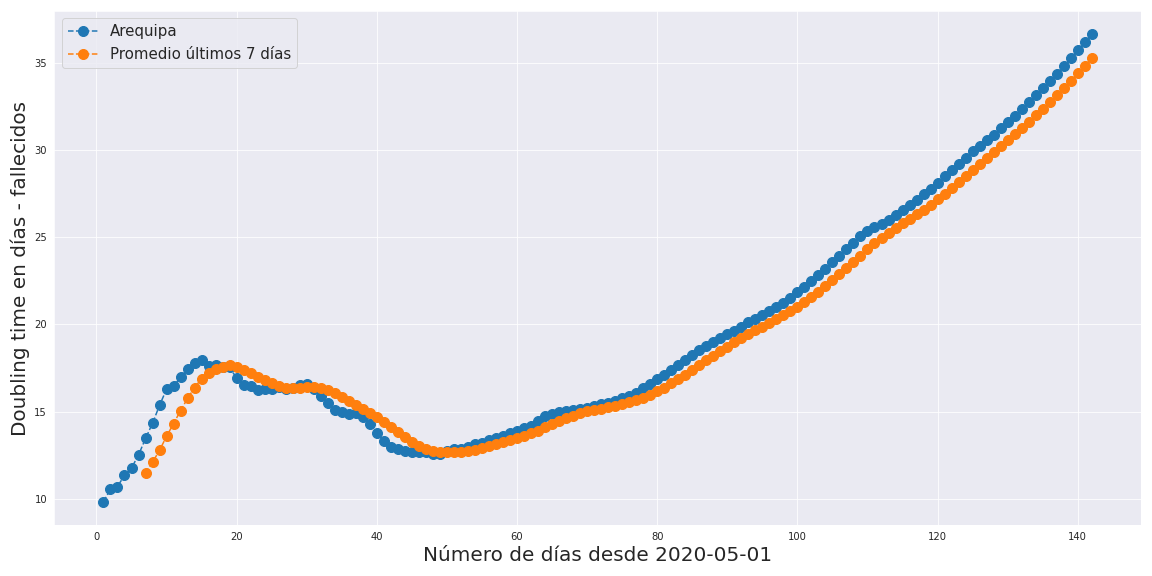 Arequipa
Promedio últimos 7 días
Doubling time en días - fallecidos
35
30
25
20
15
10
0 20 40 60 80 100 120 140
Número de días desde 2020-05-01